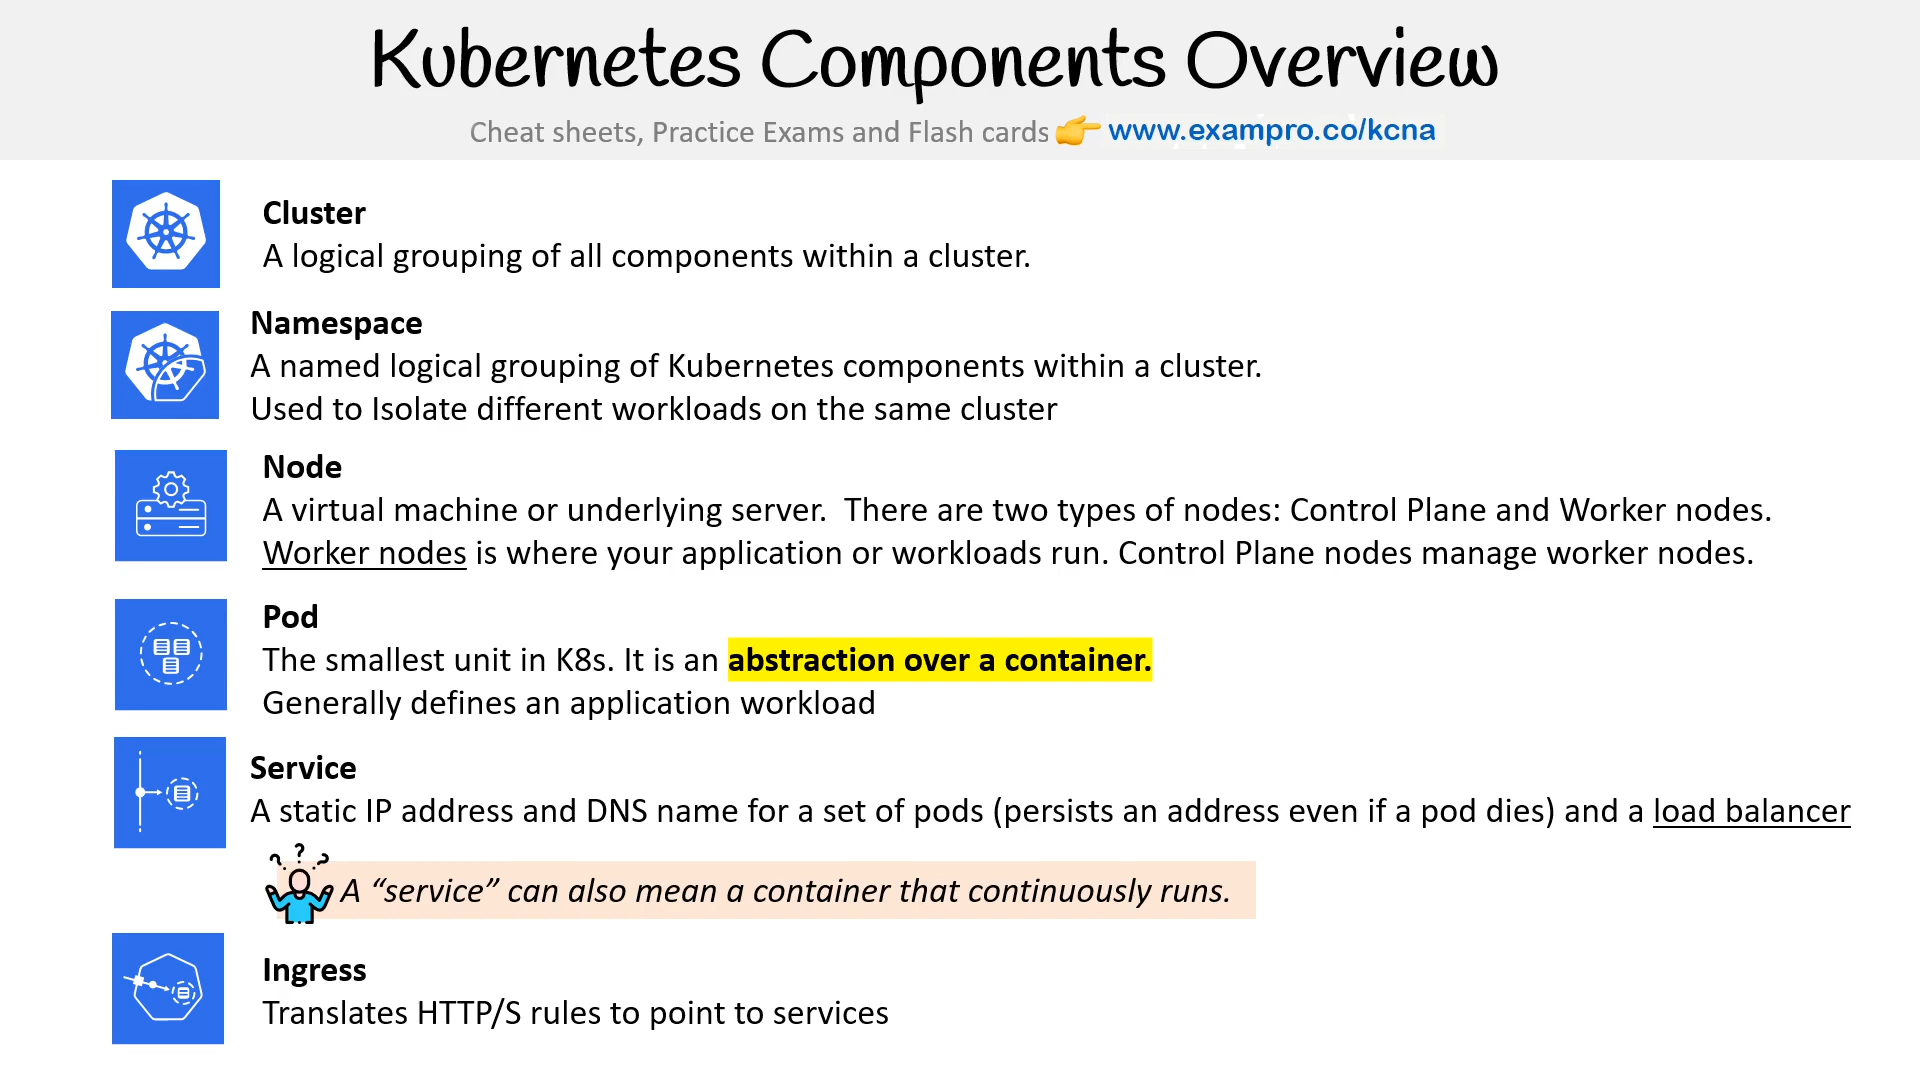 Kubernetes Components Overview
Cheat sheets, Practice Exams and Flash cards 👉 www.exampro.co/kcna
Cluster
A logical grouping of all components within a cluster.
Namespace
A named logical grouping of Kubernetes components within a cluster.
Used to Isolate different workloads on the same cluster
Node
A virtual machine or underlying server. There are two types of nodes: Control Plane and Worker nodes.
Worker nodes is where your application or workloads run. Control Plane nodes manage worker nodes.
Pod
The smallest unit in K8s. It is an abstraction over a container.
Generally defines an application workload
Service
A static IP address and DNS name for a set of pods (persists an address even if a pod dies) and a load balancer
A “service” can also mean a container that continuously runs.
Ingress
Translates HTTP/S rules to point to services